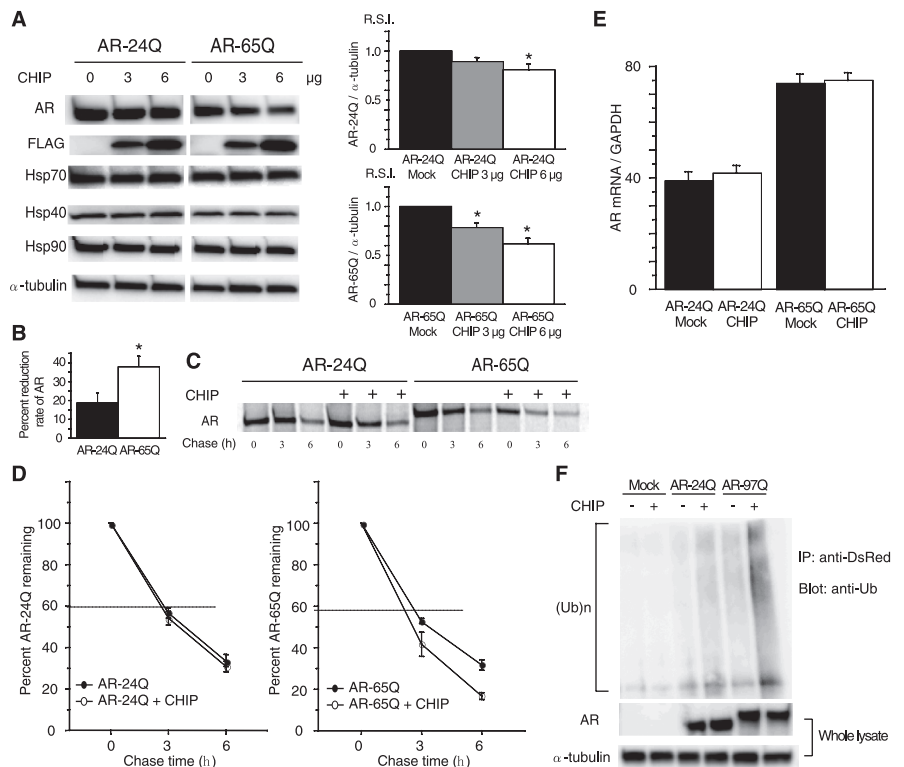 A
AR-24Q AR-65Q
CHIP 0 3 6 0 3 6 µg
AR
FLAG
Hsp70
Hsp40
Hsp90
α-tubulin
R.S.I.
1.0
0.5
0
AR-24Q / α-tubulin
*
AR-24Q AR-24Q AR-24Q
Mock CHIP 3 µg CHIP 6 µg
R.S.I.
1.0
0.5
0
AR-65Q / α-tubulin
* *
AR-65Q AR-65Q AR-65Q
Mock CHIP 3 µg CHIP 6 µg
E
80
40
0
AR mRNA / GAPDH
AR-24Q AR-24Q AR-65Q AR-65Q
Mock CHIP Mock CHIP
B
Percent reduction
rate of AR
40
30
20
10
0
*
AR-24Q AR-65Q
C
AR-24Q AR-65Q
CHIP + + + + + +
AR
Chase (h) 0 3 6 0 3 6 0 3 6 0 3 6
D
Percent AR-24Q remaining
100
80
60
40
20
0
AR-24Q
AR-24Q + CHIP
0 3 6
Chase time (h)
Percent AR-65Q remaining
100
80
60
40
20
0
AR-65Q
AR-65Q + CHIP
0 3 6
Chase time (h)
F
Mock AR-24Q AR-97Q
CHIP - + - + - +
(Ub)n
IP: anti-DsRed
Blot: anti-Ub
AR
α-tubulin
Whole lysate